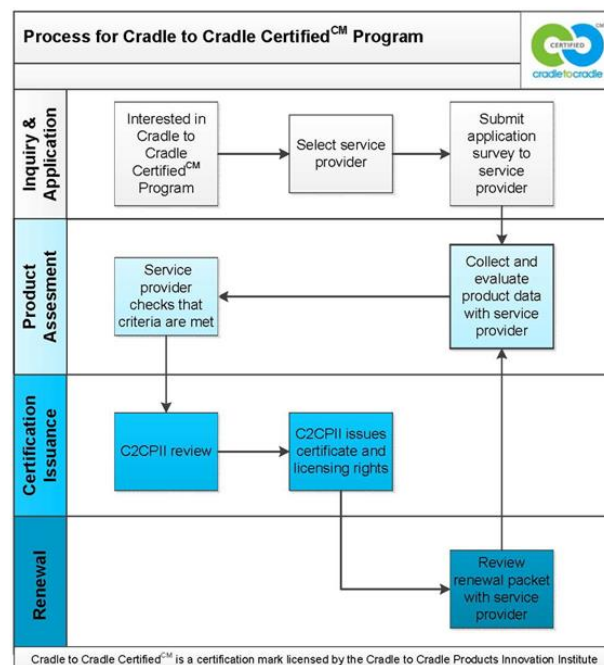 Process for Cradle to Cradle Certified^CM Program
CM
CERTIFIED
cradletocradle
Inquiry &
Application
Interested in
Cradle to
Cradle
Certified^CM
Program
Select service
provider
Submit
application
survey to
service
provider
Product
Assesment
Service
provider
checks that
criteria are met
Collect and
evaluate
product data
with service
provider
Certification
Issuance
C2CPII review
C2CPII issues
certificate and
licensing rights
Renewal
Review
renewal packet
with service
provider
Cradle to Cradle Certified^CM is a certification mark licensed by the Cradle to Cradle Products Innovation Institute